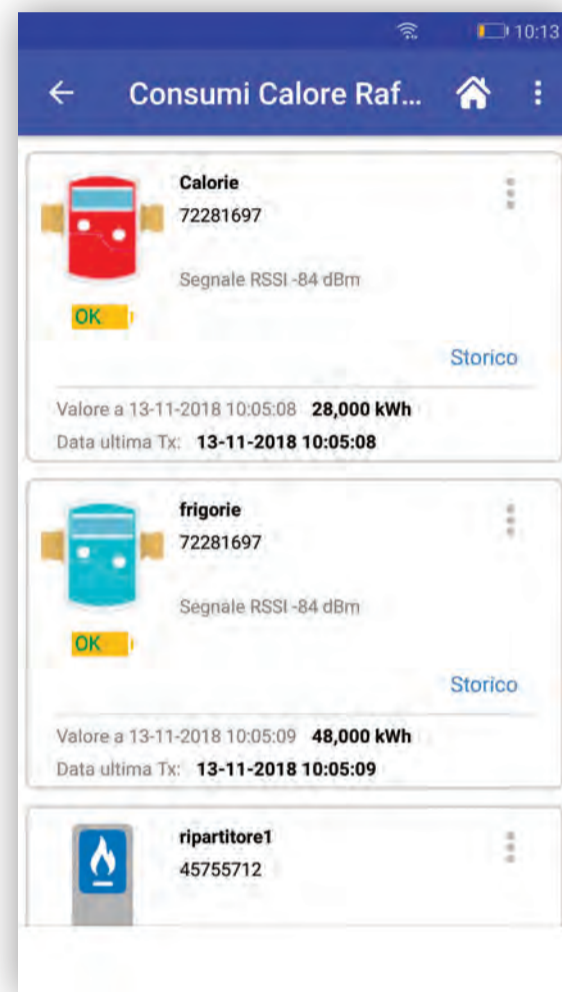 10:13
Consumi Calore Raf...
Calorie
72281697
Segnale RSSI -84 dBm
OK
Storico
Valore a 13-11-2018 10:05:08 28,000 kWh
Data ultima Tx: 13-11-2018 10:05:08
frigorie
72281697
Segnale RSSI -84 dBm
OK
Storico
Valore a 13-11-2018 10:05:09 48,000 kWh
Data ultima Tx: 13-11-2018 10:05:09
ripartitore1
45755712